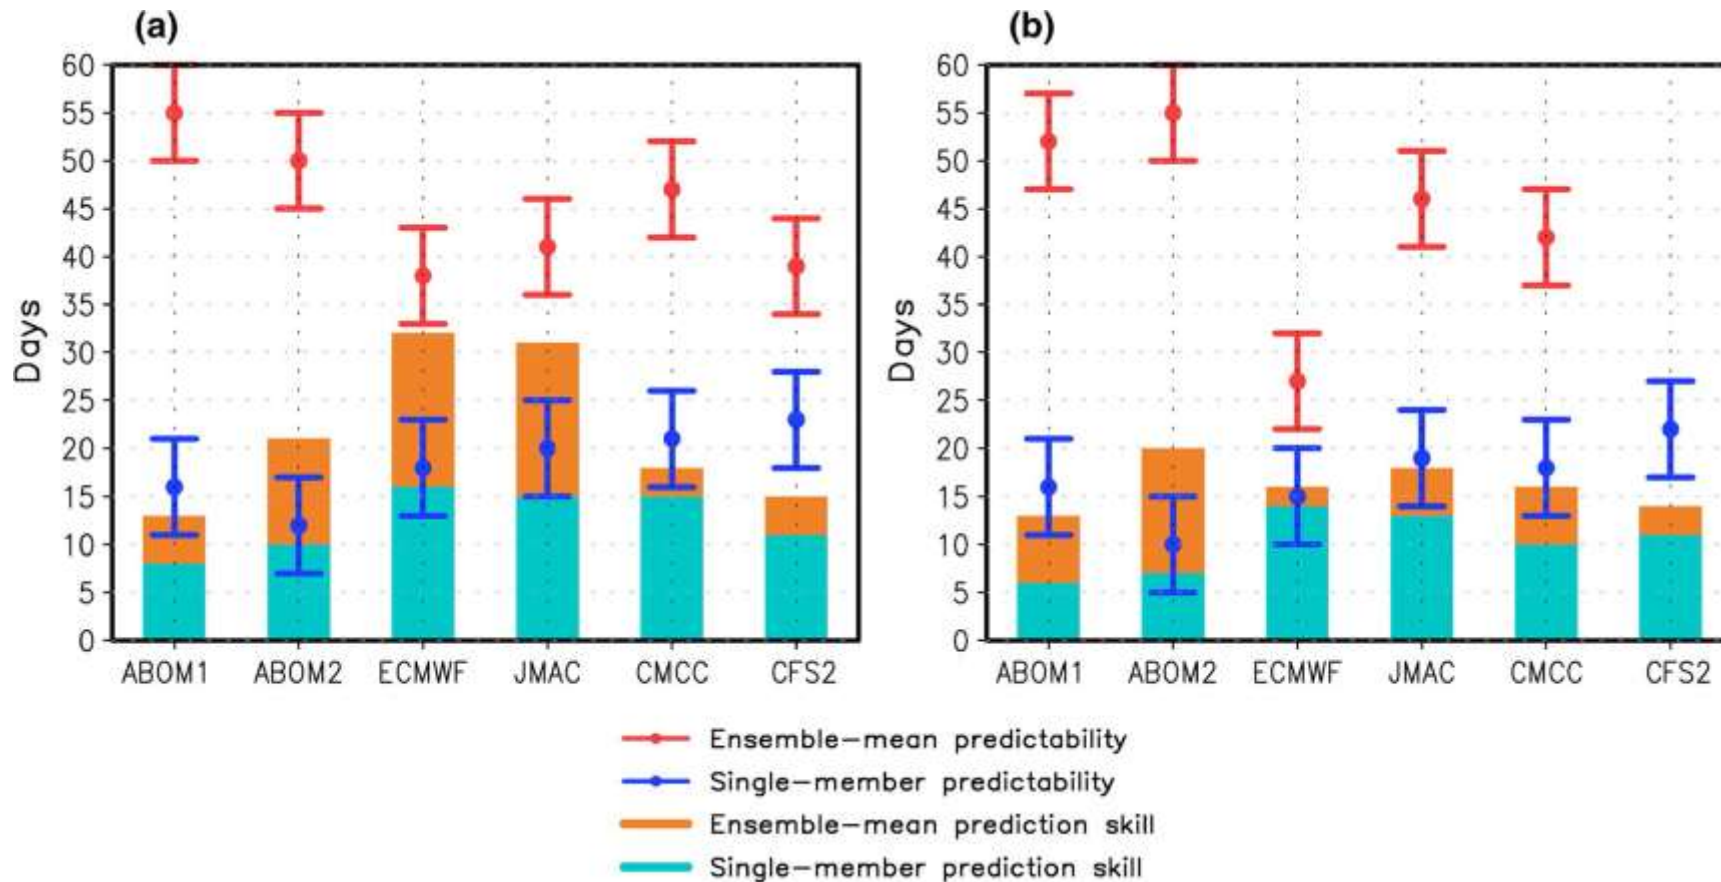 (a)
(b)
60
55
50
45
40
35
30
25
20
15
10
5
0
Days
ABOM1 ABOM2 ECMWF JMAC CMCC CFS2
60
55
50
45
40
35
30
25
20
15
10
5
0
Days
ABOM1 ABOM2 ECMWF JMAC CMCC CFS2
Ensemble-mean predictability
Single-member predictability
Ensemble-mean prediction skill
Single-member prediction skill